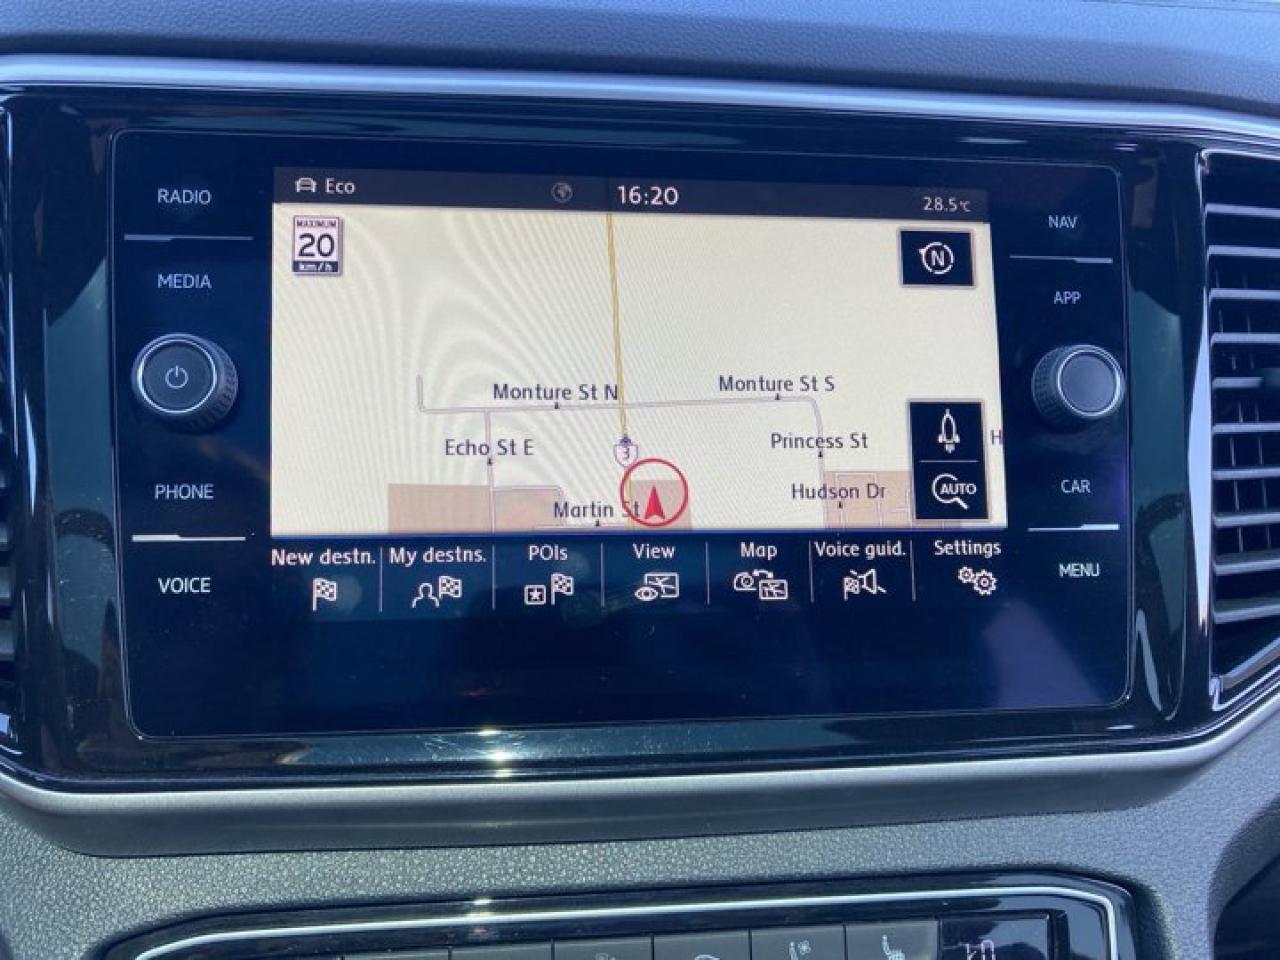 RADIO
MEDIA
PHONE
VOICE
Eco
16:20
28.5°C
MAXIMUM
20
km/h
N
Monture St N
Monture St S
Echo St E
3
Princess St
H
Martin St
Hudson Dr
AUTO
New destn.
My destns.
POIs
View
Map
Voice guid.
Settings
NAV
APP
CAR
MENU